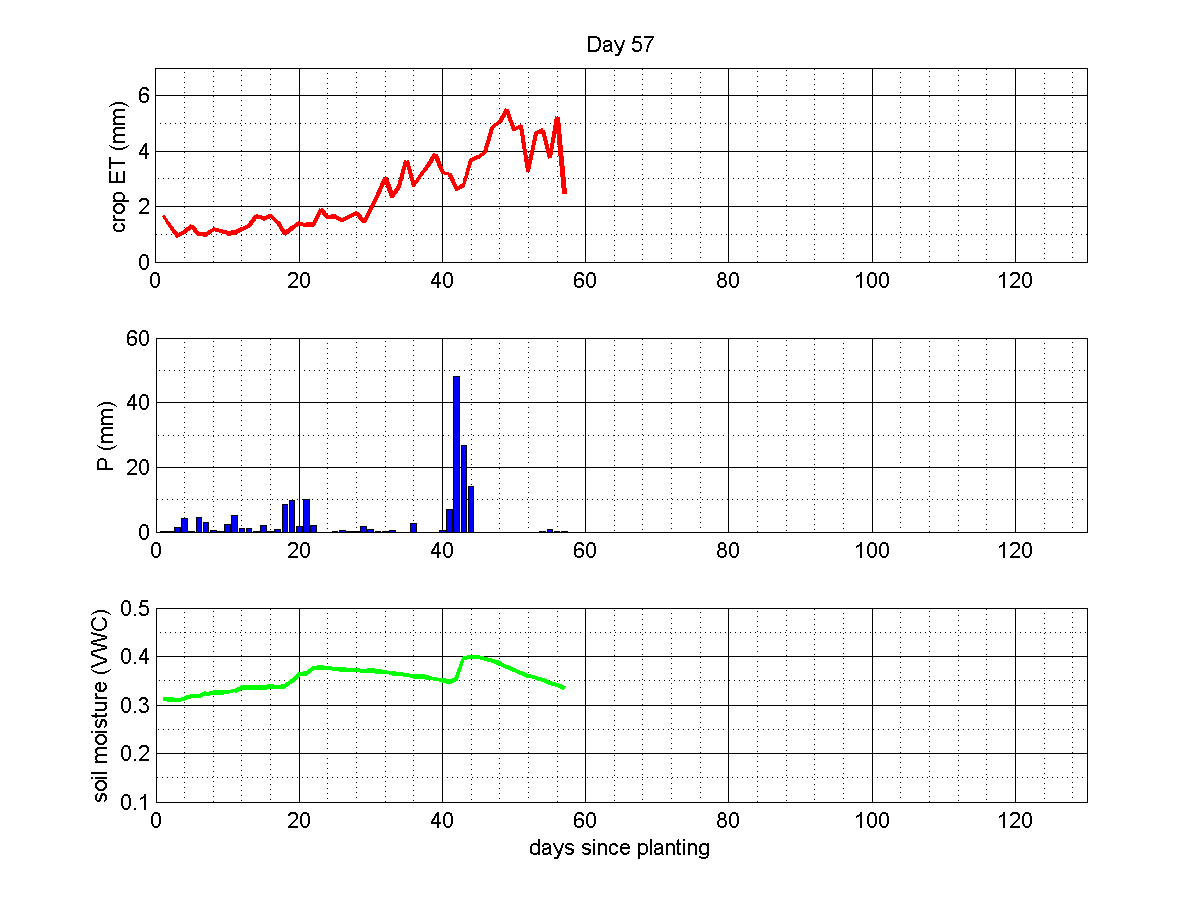 Day 57
crop ET (mm)
6
4
2
0
0 20 40 60 80 100 120
P (mm)
60
40
20
0
0 20 40 60 80 100 120
soil moisture (VWC)
0.5
0.4
0.3
0.2
0.1
0 20 40 60 80 100 120
days since planting